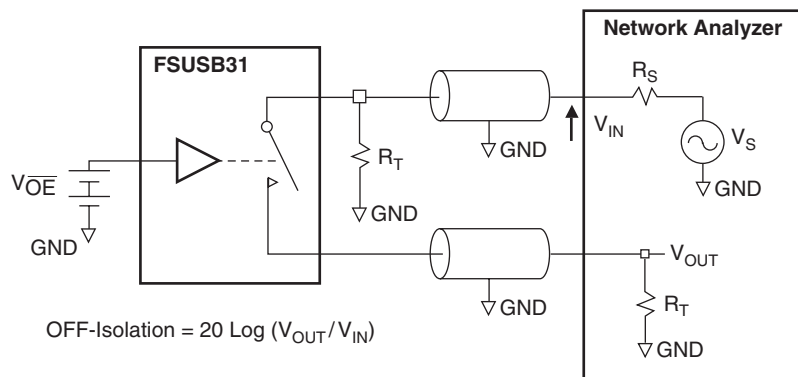 Network Analyzer
FSUSB31
R_S
V_IN
V_S
GND
GND
R_T
GND
V_OE̅
GND
V_OUT
GND
R_T
GND
OFF-Isolation = 20 Log (V_OUT/V_IN)